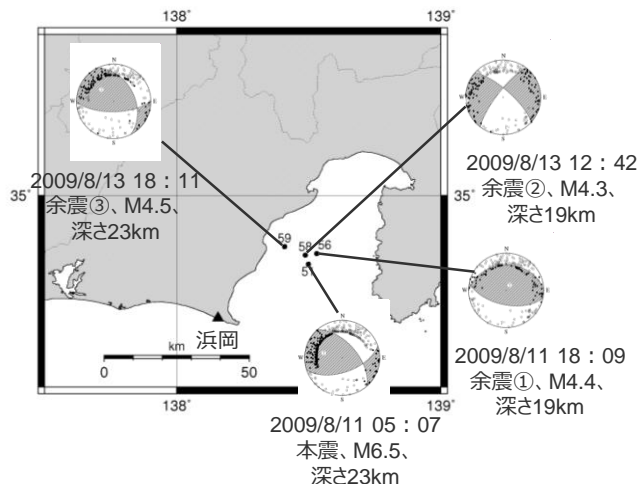 138˚
139˚
N
W
E
S
N
W
E
S
2009/8/13 18：11
余震③、M4.5、
深さ23km
2009/8/13 12：42
余震②、M4.3、
深さ19km
35˚
35˚
59
58
56
57
N
W
E
S
浜岡
km
0
50
N
W
E
S
2009/8/11 18：09
余震①、M4.4、
深さ19km
138˚
139˚
2009/8/11 05：07
本震、M6.5、
深さ23km